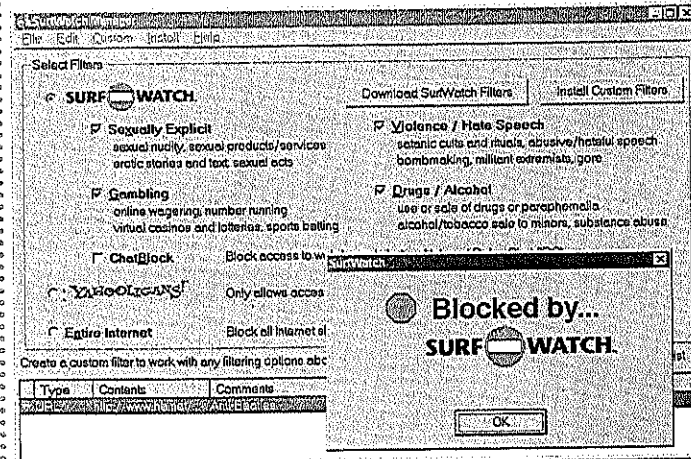 File Edit Custom Install Help
Select Filters
SURF WATCH.
Download SurfWatch Filters
Install Custom Filters
Sexually Explicit
sexual nudity, sexual products/services
erotic stories and text, sexual acts
Violence / Hate Speech
satanic cults and rituals, abusive/hateful speech
bombmaking, militant extremists, gore
Gambling
online wagering, number running
virtual casinos and lotteries, sports betting
Drugs / Alcohol
use or sale of drugs or paraphernalia
alcohol/tobacco sale to minors, substance abuse
ChatBlock
Block access to
YAHOOLIGANS!
Only allows
Entire Internet
Block all Internet
Create a custom filter to work with any filtering options
Type Contents Comments
SurfWatch
Blocked by...
SURF WATCH.
OK